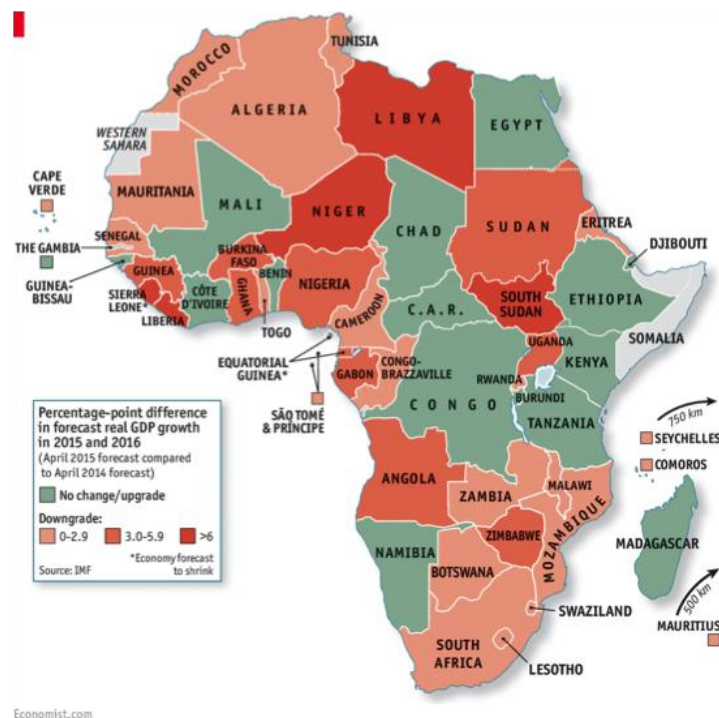 TUNISIA
MOROCCO
ALGERIA
LIBYA
EGYPT
WESTERN
SAHARA
CAPE
VERDE
MAURITANIA
MALI
NIGER
CHAD
SUDAN
ERITREA
SENEGAL
THE GAMBIA
GUINEA-
BISSAU
GUINEA
BURKINA
FASO
BENIN
NIGERIA
DJIBOUTI
SIERRA
LEONE*
LIBERIA
CÔTE
D'IVOIRE
GHANA
TOGO
CAMEROON
C.A.R.
SOUTH
SUDAN
ETHIOPIA
SOMALIA
EQUATORIAL
GUINEA*
GABON
CONGO-
BRAZZAVILLE
UGANDA
KENYA
RWANDA
BURUNDI
CONGO
TANZANIA
SÃO TOMÉ
& PRÍNCIPE
750 km
SEYCHELLES
COMOROS
Percentage-point difference
in forecast real GDP growth
in 2015 and 2016
(April 2015 forecast compared
to April 2014 forecast)
No change/upgrade
Downgrade:
0-2.9 3.0-5.9 >6
*Economy forecast
to shrink
Source: IMF
ANGOLA
ZAMBIA
MALAWI
MOZAMBIQUE
ZIMBABWE
NAMIBIA
BOTSWANA
MADAGASCAR
500 km
MAURITIUS
SWAZILAND
SOUTH
AFRICA
LESOTHO
Economist.com